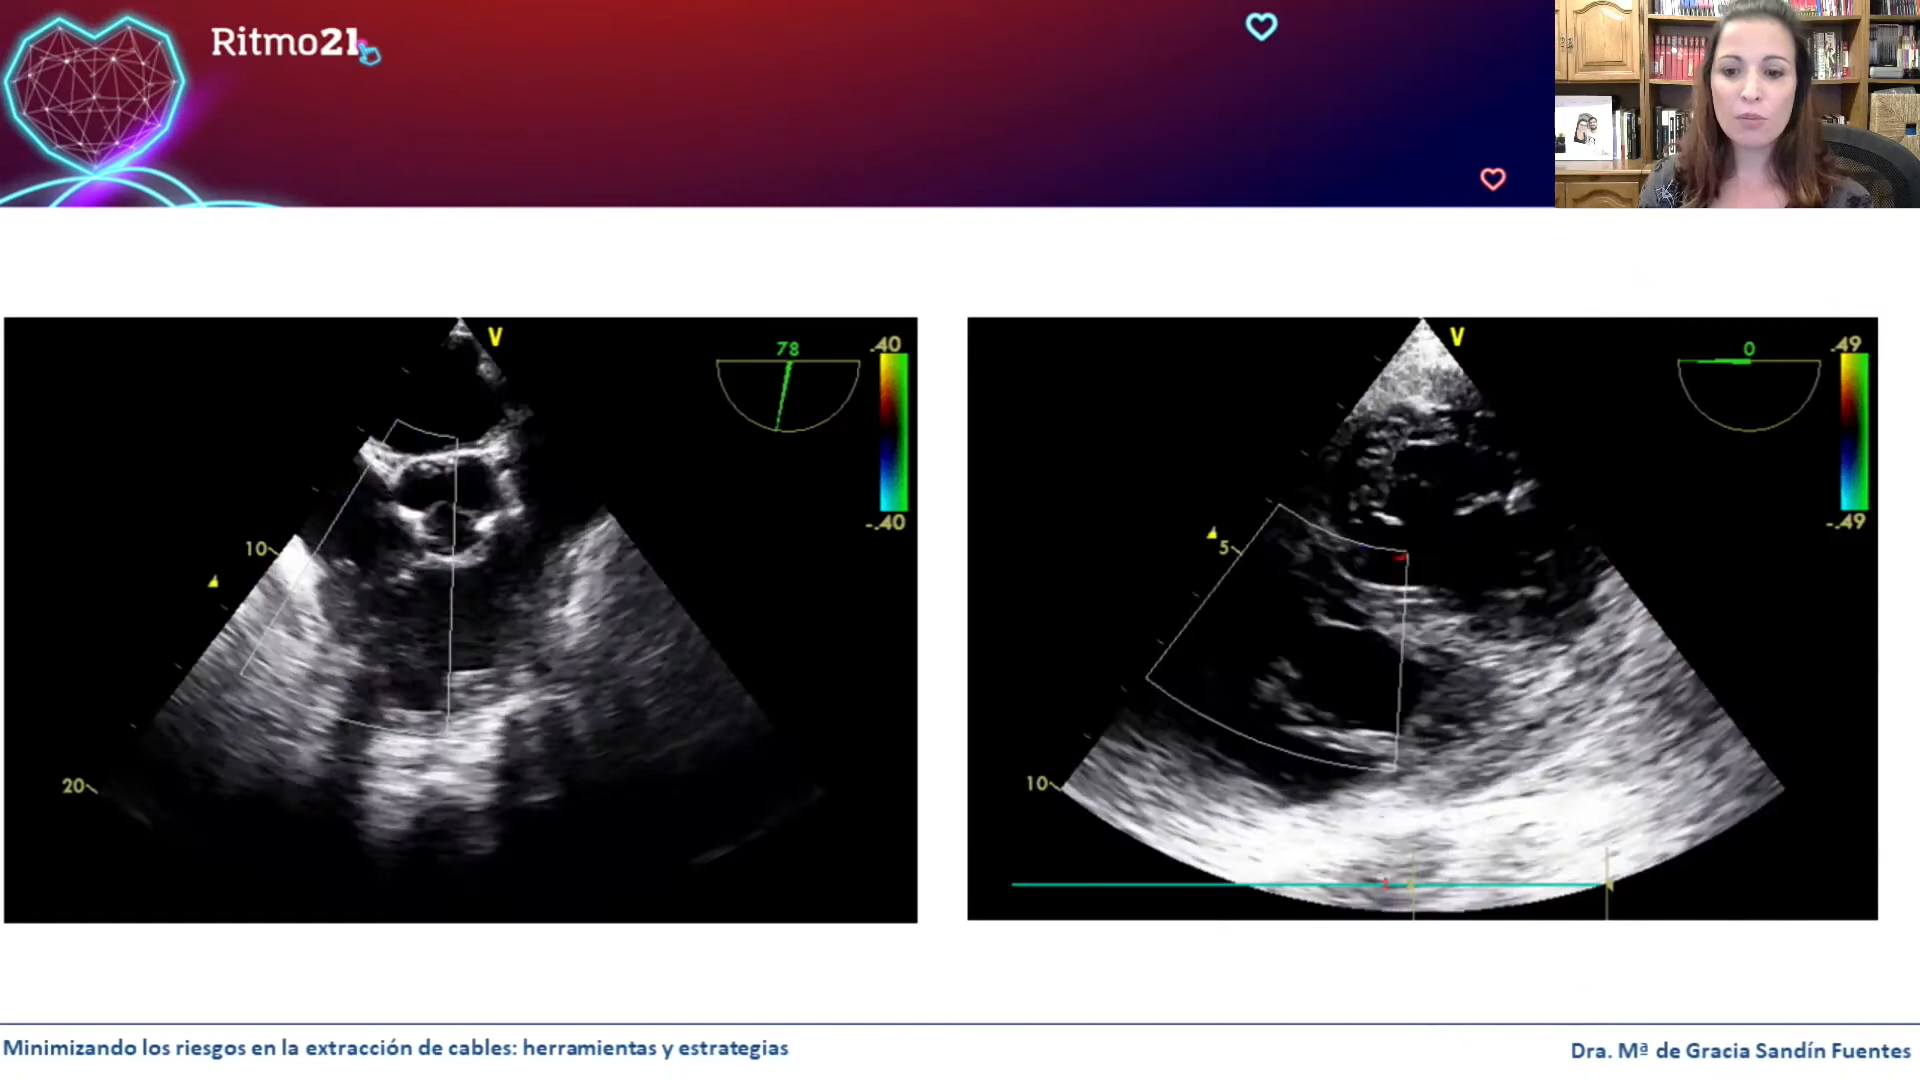 Ritmo21
V
78
.40
-.40
10
20
V
0
.49
-.49
5
10
Minimizando los riesgos en la extracción de cables: herramientas y estrategias
Dra. Mª de Gracia Sandín Fuentes